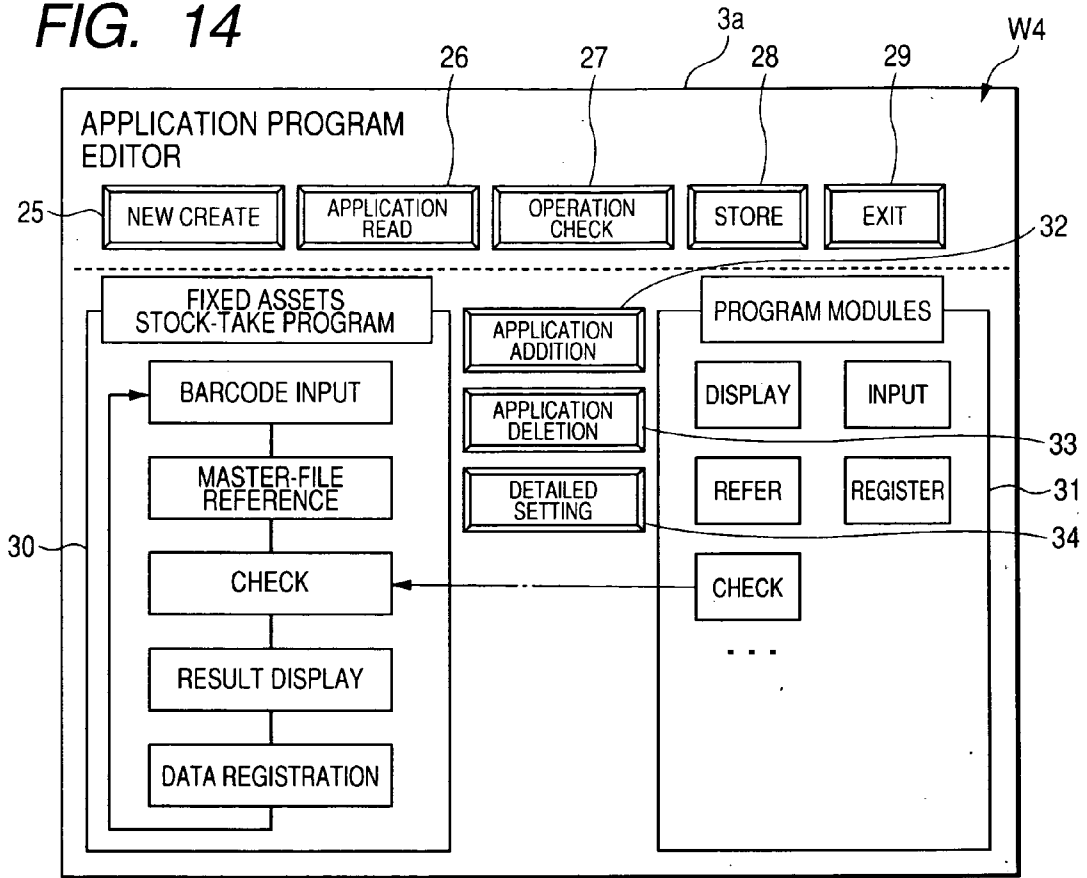 FIG. 14
3a
W4
26
27
28
29
APPLICATION PROGRAM
EDITOR
25
NEW CREATE
APPLICATION
READ
OPERATION
CHECK
STORE
EXIT
32
FIXED ASSETS
STOCK-TAKE PROGRAM
BARCODE INPUT
MASTER-FILE
REFERENCE
30
CHECK
RESULT DISPLAY
DATA REGISTRATION
APPLICATION
ADDITION
APPLICATION
DELETION
DETAILED
SETTING
PROGRAM MODULES
DISPLAY
INPUT
REFER
REGISTER
CHECK
...
33
31
34